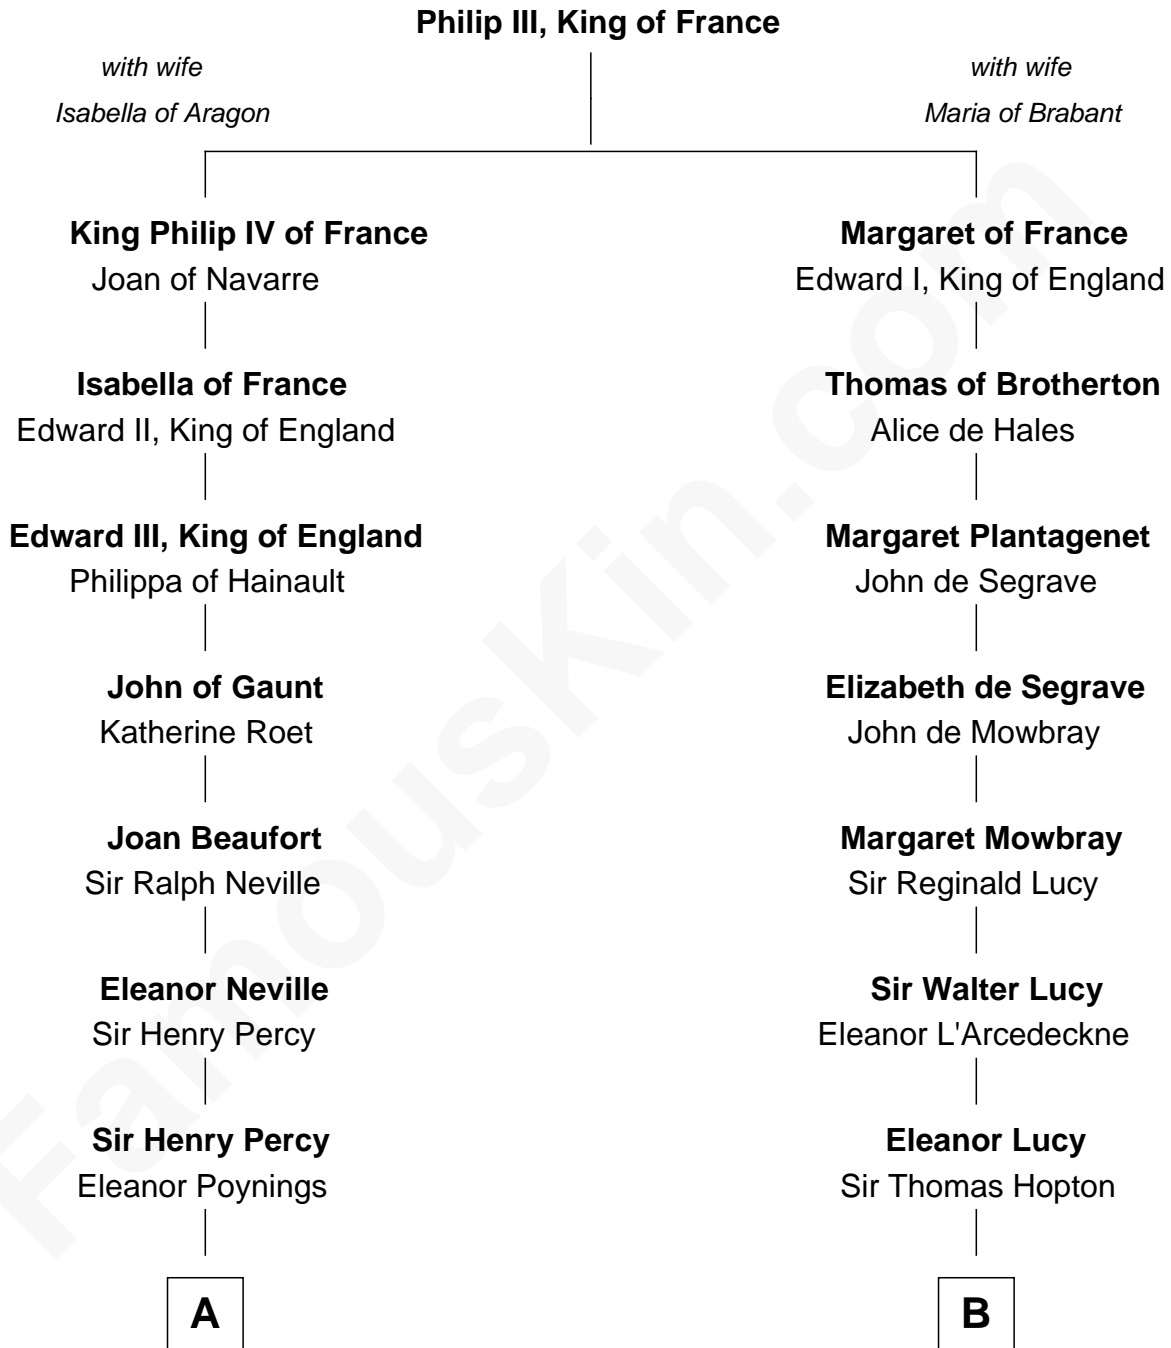 Philip III, King of France
with wife
Isabella of Aragon
with wife
Maria of Brabant
King Philip IV of France
Joan of Navarre
Margaret of France
Edward I, King of England
Isabella of France
Edward II, King of England
Thomas of Brotherton
Alice de Hales
Edward III, King of England
Philippa of Hainault
Margaret Plantagenet
John de Segrave
John of Gaunt
Katherine Roet
Elizabeth de Segrave
John de Mowbray
Joan Beaufort
Sir Ralph Neville
Margaret Mowbray
Sir Reginald Lucy
Eleanor Neville
Sir Henry Percy
Sir Walter Lucy
Eleanor L'Arcedeckne
Sir Henry Percy
Eleanor Poynings
Eleanor Lucy
Sir Thomas Hopton
A
B
FamousKin.com